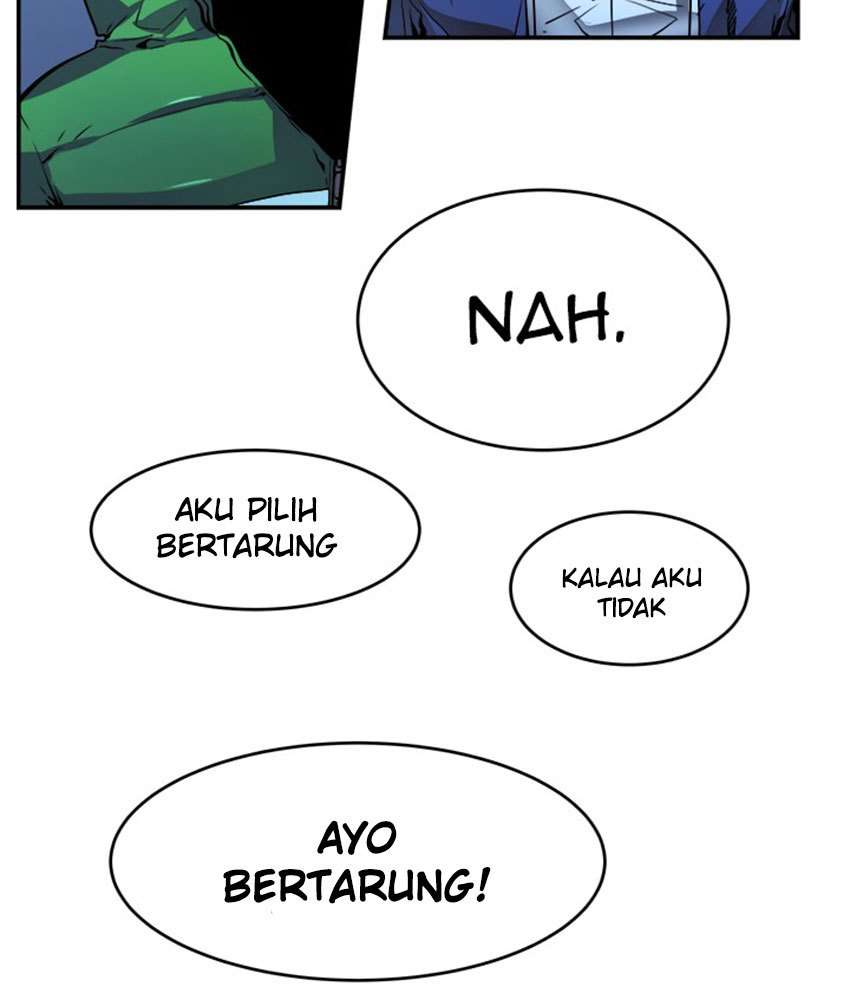 NAH.
AKU PILIH
BERTARUNG
KALAU AKU
TIDAK
AYO
BERTARUNG!